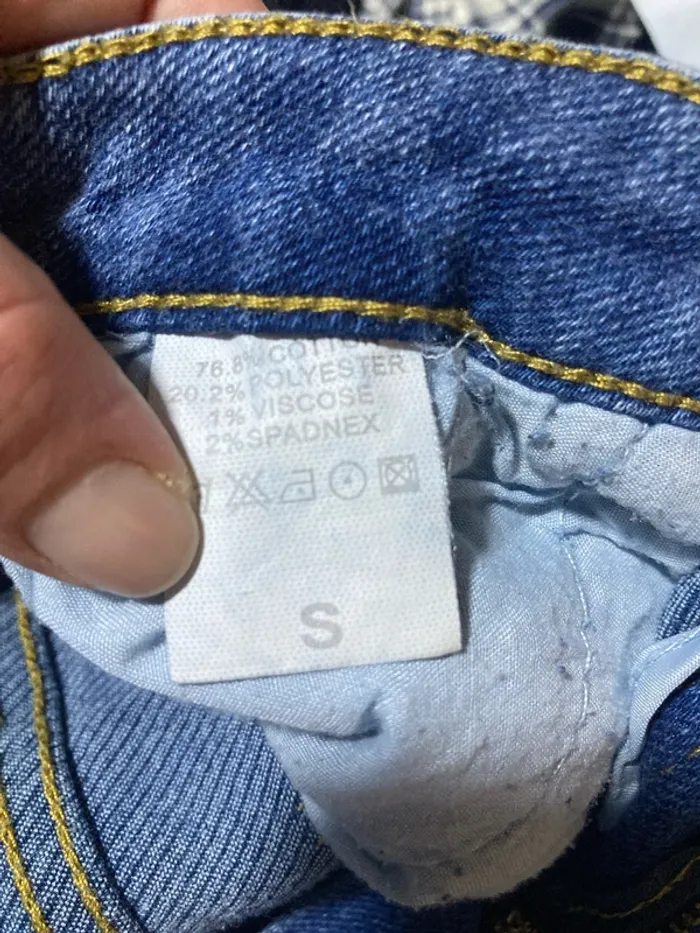 76.8% COTTON
20.2% POLYESTER
1% VISCOSE
2%SPADNEX
S